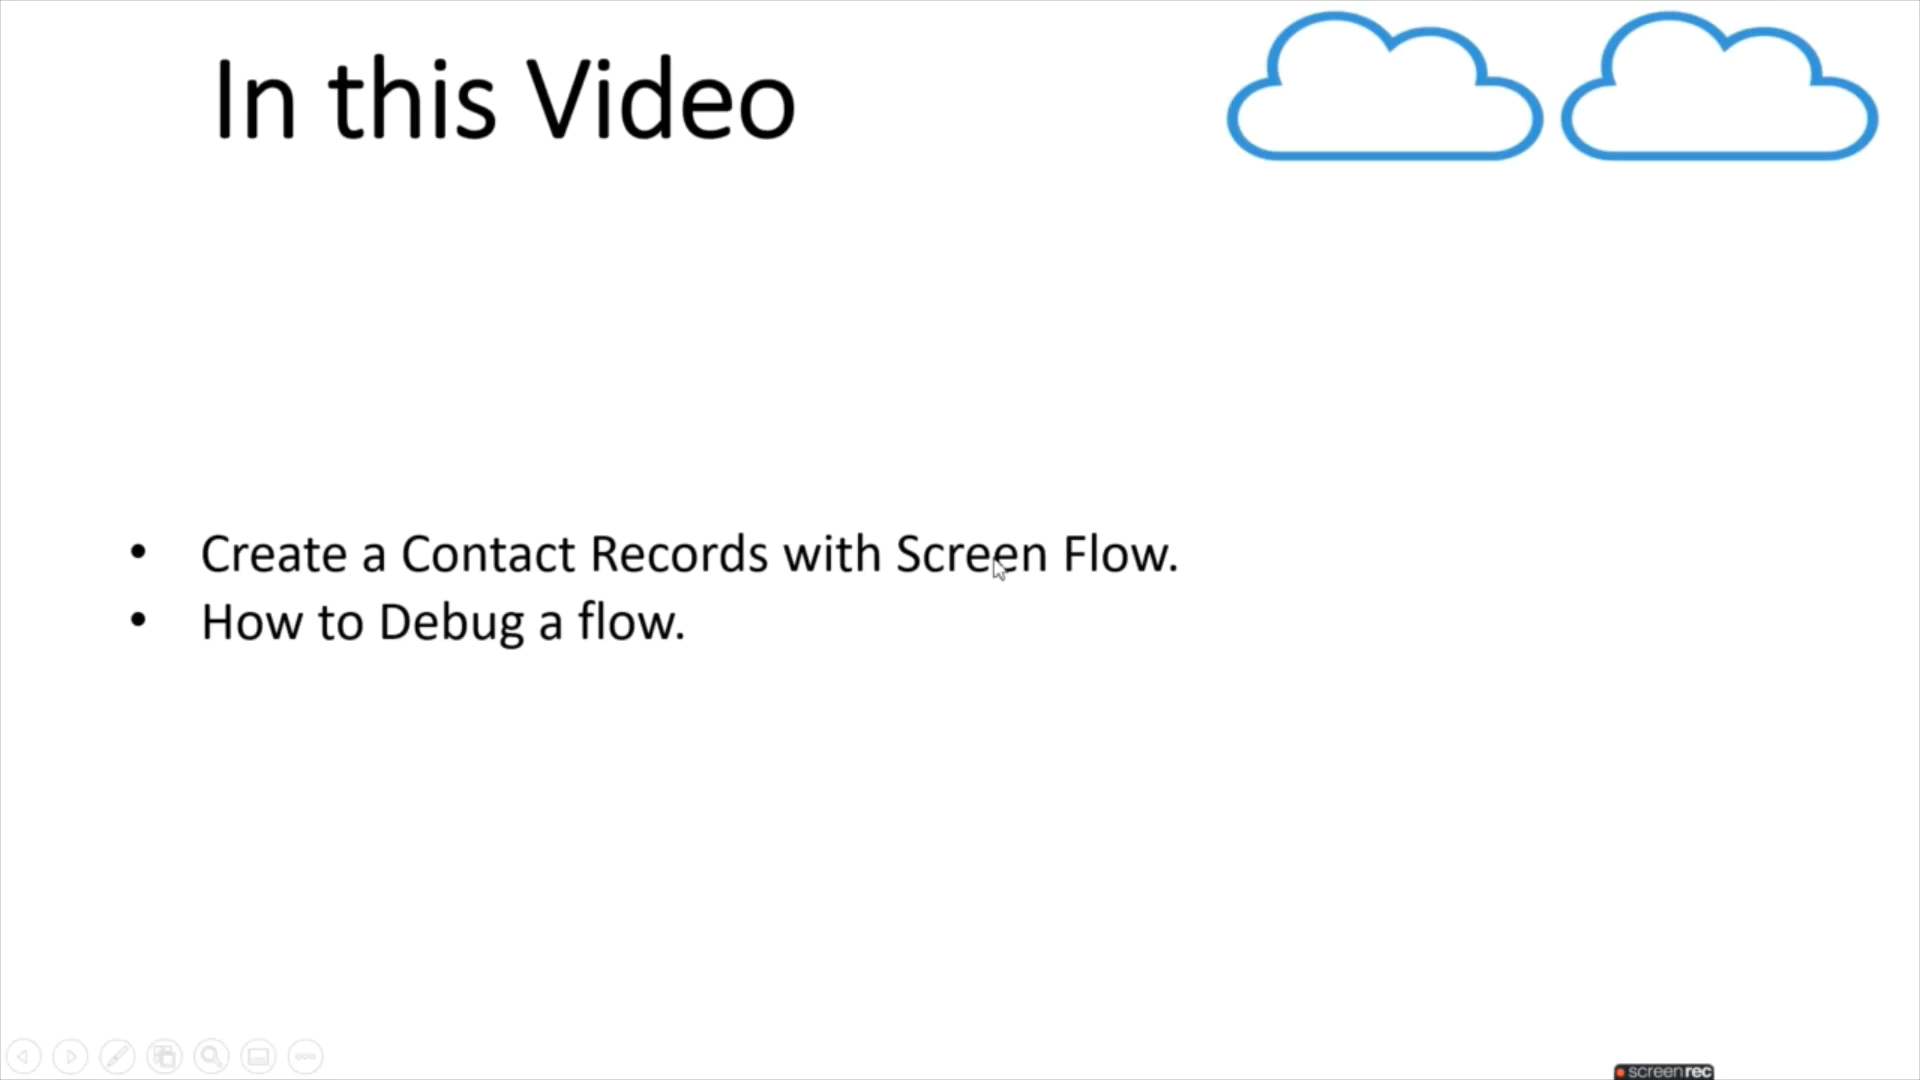 In this Video
• Create a Contact Records with Screen Flow.
• How to Debug a flow.
screenrec